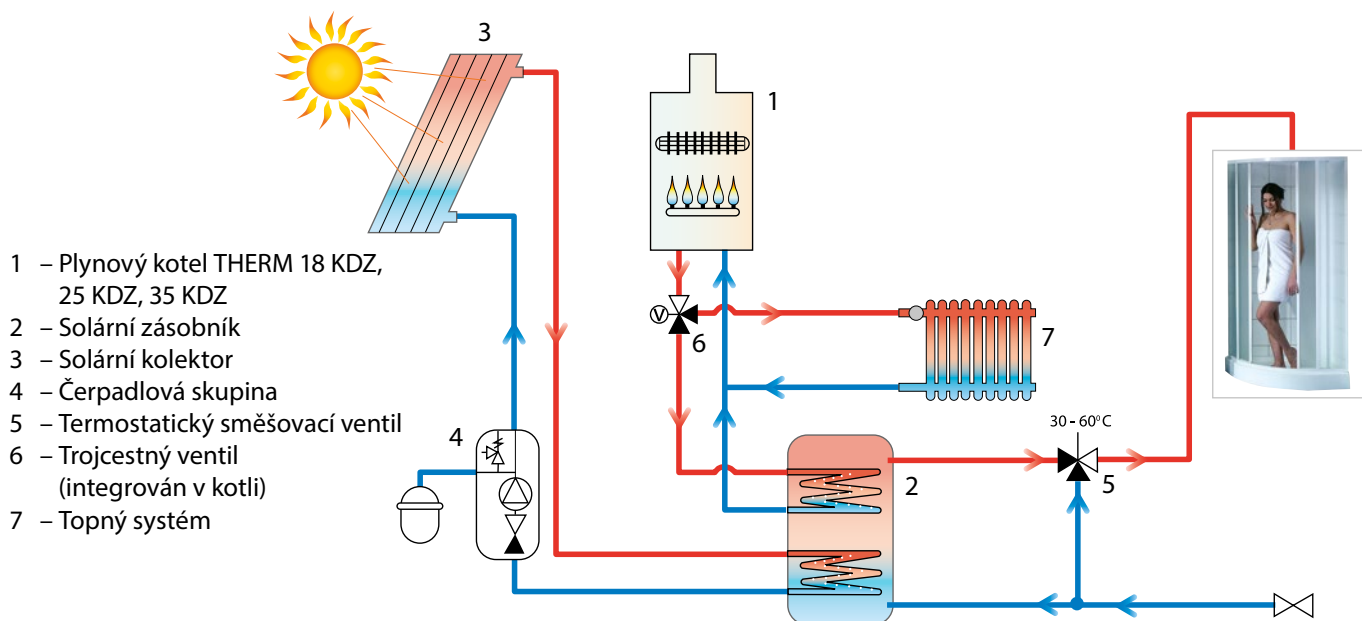 3
1
1 – Plynový kotel THERM 18 KDZ,
25 KDZ, 35 KDZ
2 – Solární zásobník
3 – Solární kolektor
4 – Čerpadlová skupina
5 – Termostatický směšovací ventil
6 – Trojcestný ventil
(integrován v kotli)
7 – Topný systém
V
6
7
4
30 - 60⁰C
2
5